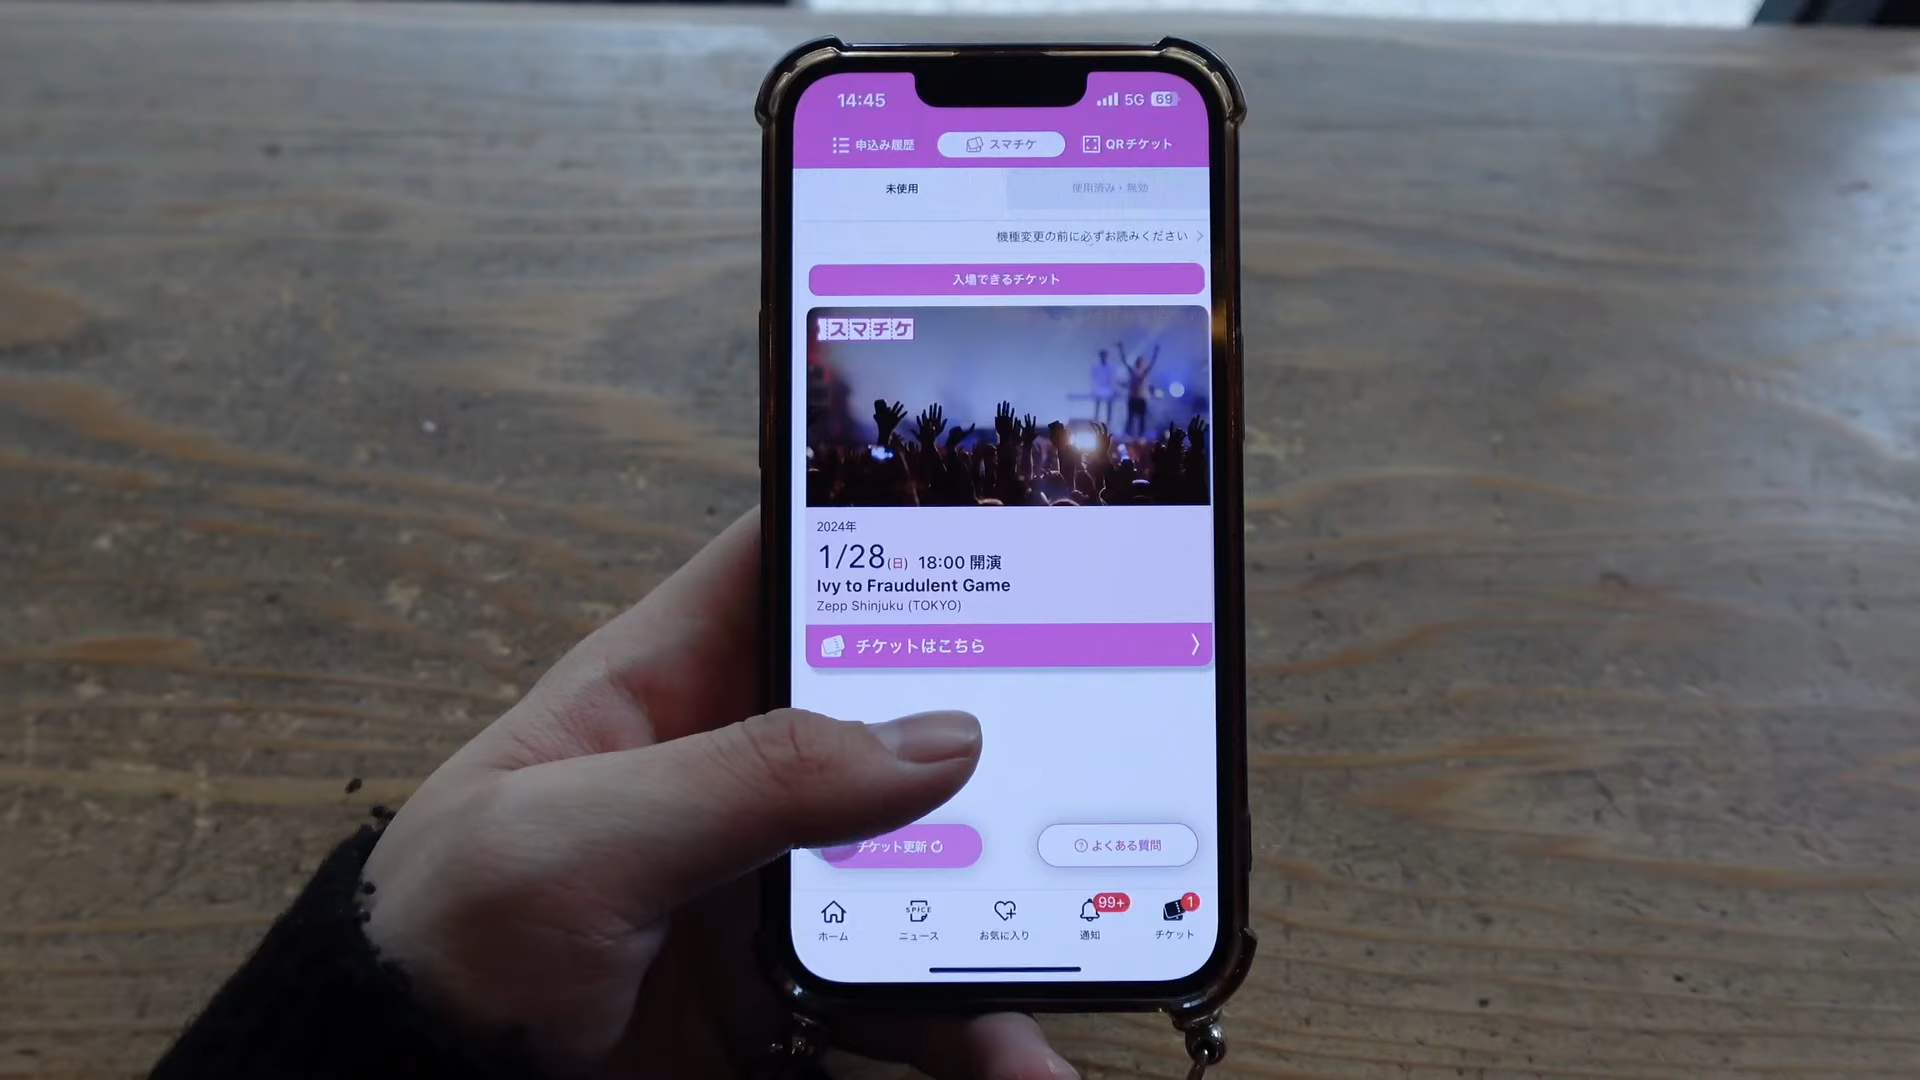 14:45 5G 69
申込み履歴 スマチケ QRチケット
未使用 使用済み・無効
機種変更の前に必ずお読みください
入場できるチケット
スマチケ
2024年
1/28(日) 18:00 開演
Ivy to Fraudulent Game
Zepp Shinjuku (TOKYO)
チケットはこちら
チケット更新 よくある質問
99+ 1
SPICE
ホーム ニュース お気に入り 通知 チケット